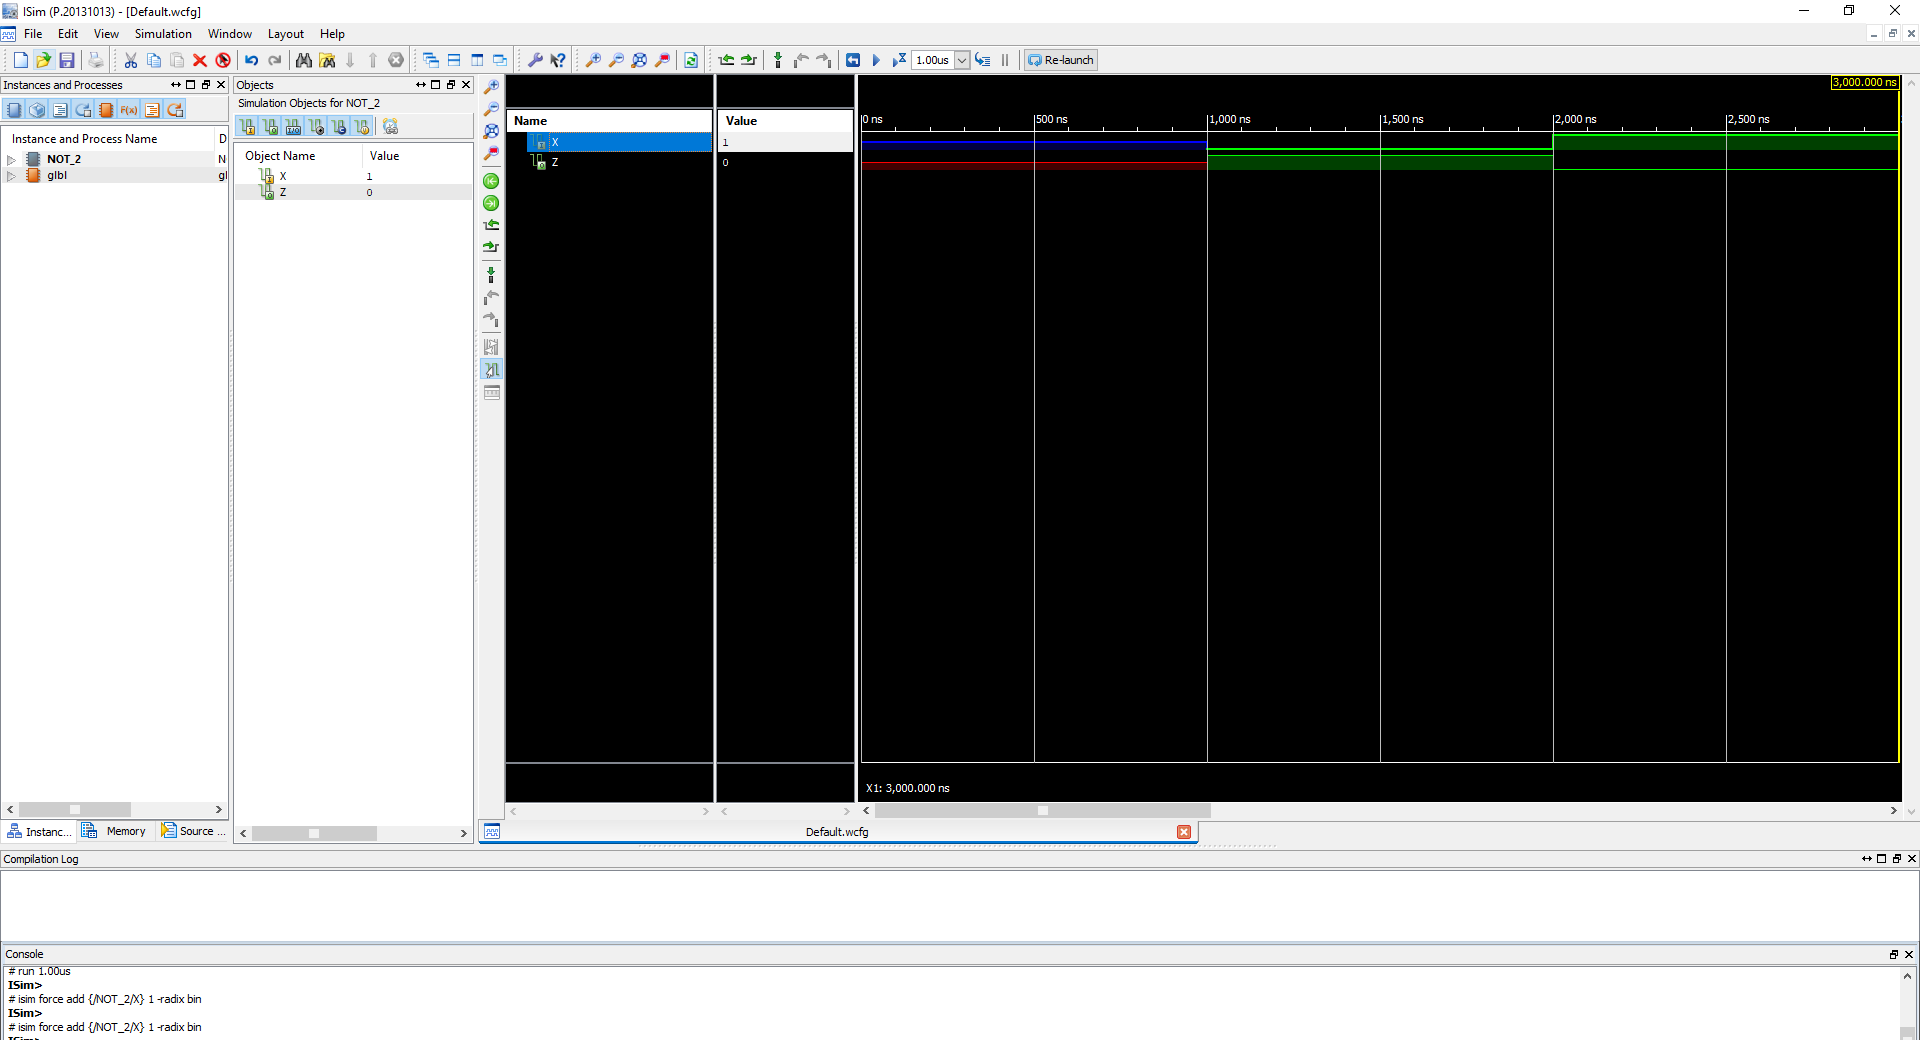 ISim (P.20131013) - [Default.wcfg]
File Edit View Simulation Window Layout Help
1.00us Re-launch
Instances and Processes
Instance and Process Name D
NOT_2 N
glbl gl
Instanc... Memory Source ...
Objects
Simulation Objects for NOT_2
Object Name Value
X 1
Z 0
Name Value
X 1
Z 0
3,000.000 ns
0 ns 500 ns 1,000 ns 1,500 ns 2,000 ns 2,500 ns
X1: 3,000.000 ns
Default.wcfg
Compilation Log
Console
# run 1.00us
ISim>
# isim force add {/NOT_2/X} 1 -radix bin
ISim>
# isim force add {/NOT_2/X} 1 -radix bin
ISim>